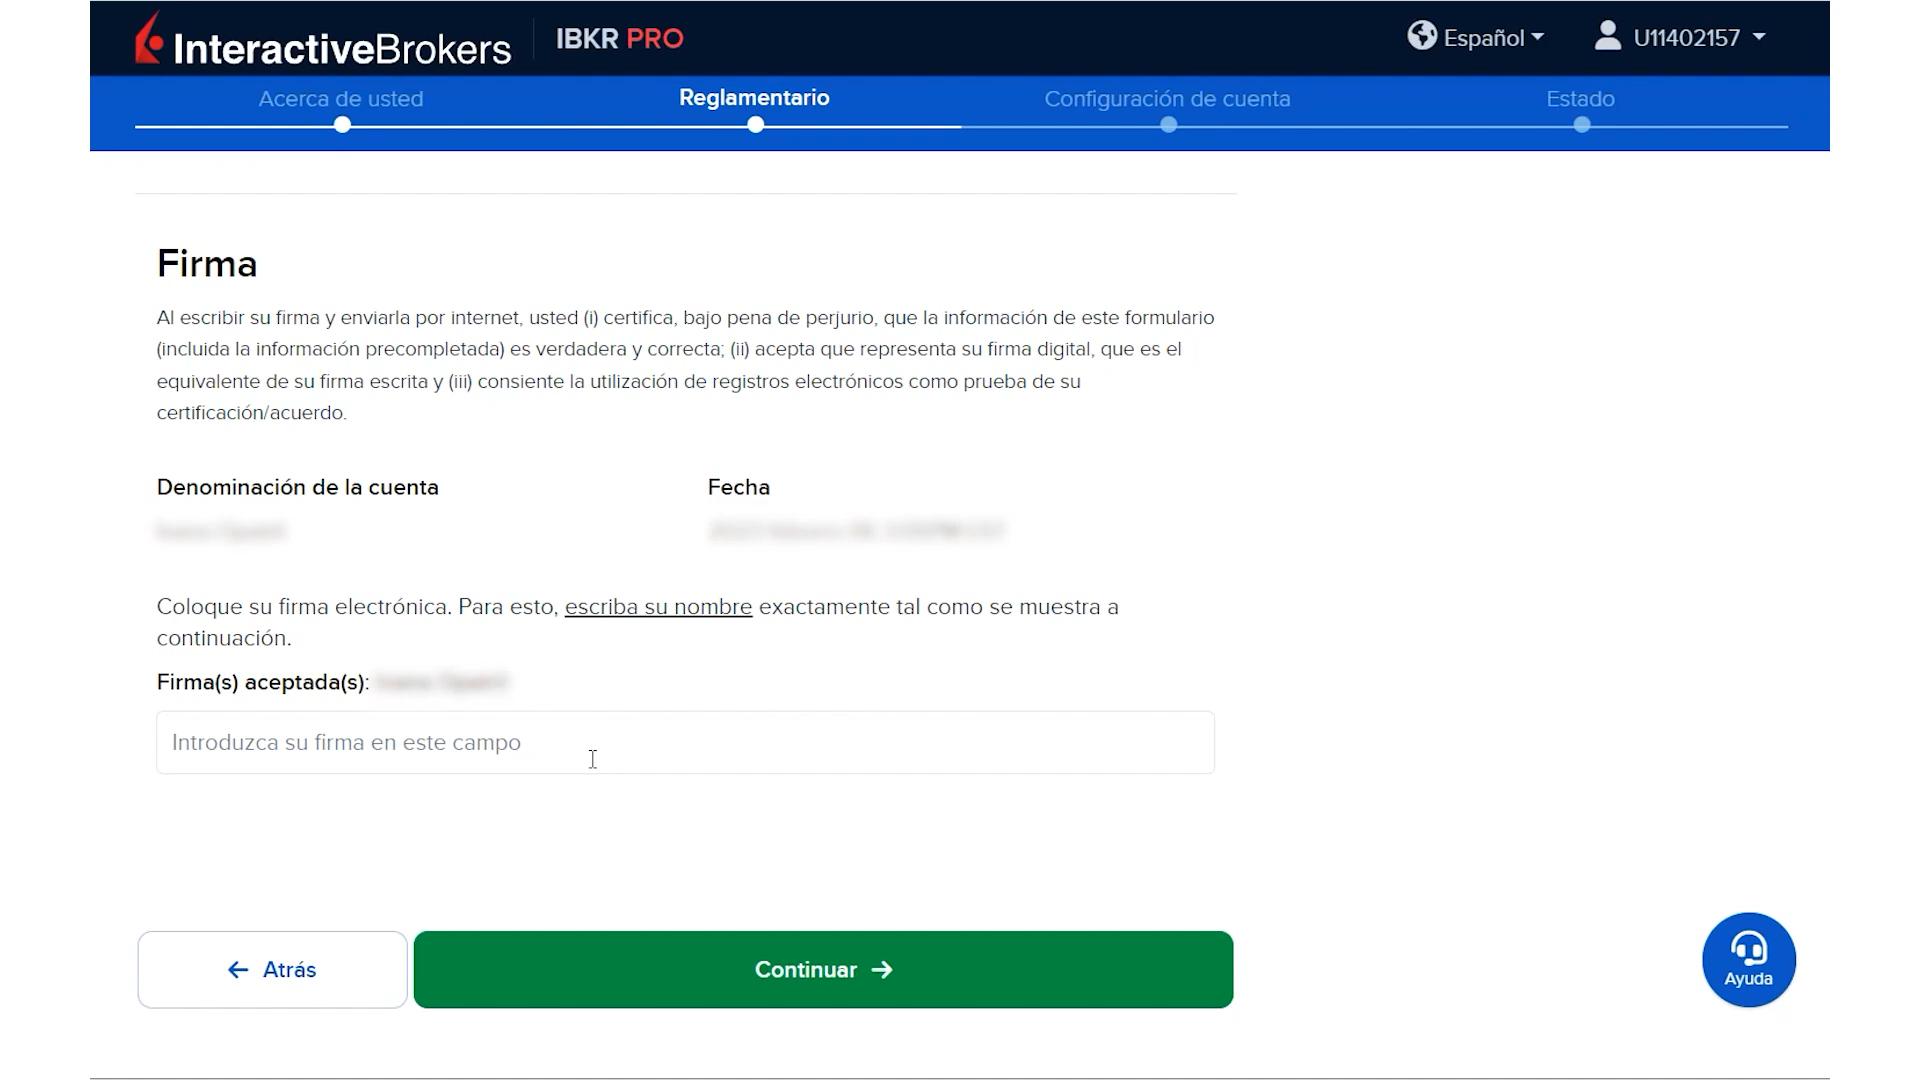 InteractiveBrokers IBKR PRO Español U11402157
Acerca de usted Reglamentario Configuración de cuenta Estado
Firma
Al escribir su firma y enviarla por internet, usted (i) certifica, bajo pena de perjurio, que la información de este formulario
(incluida la información precompletada) es verdadera y correcta; (ii) acepta que representa su firma digital, que es el
equivalente de su firma escrita y (iii) consiente la utilización de registros electrónicos como prueba de su
certificación/acuerdo.
Denominación de la cuenta Fecha
Coloque su firma electrónica. Para esto, escriba su nombre exactamente tal como se muestra a
continuación.
Firma(s) aceptada(s):
Introduzca su firma en este campo
Atrás Continuar
Ayuda